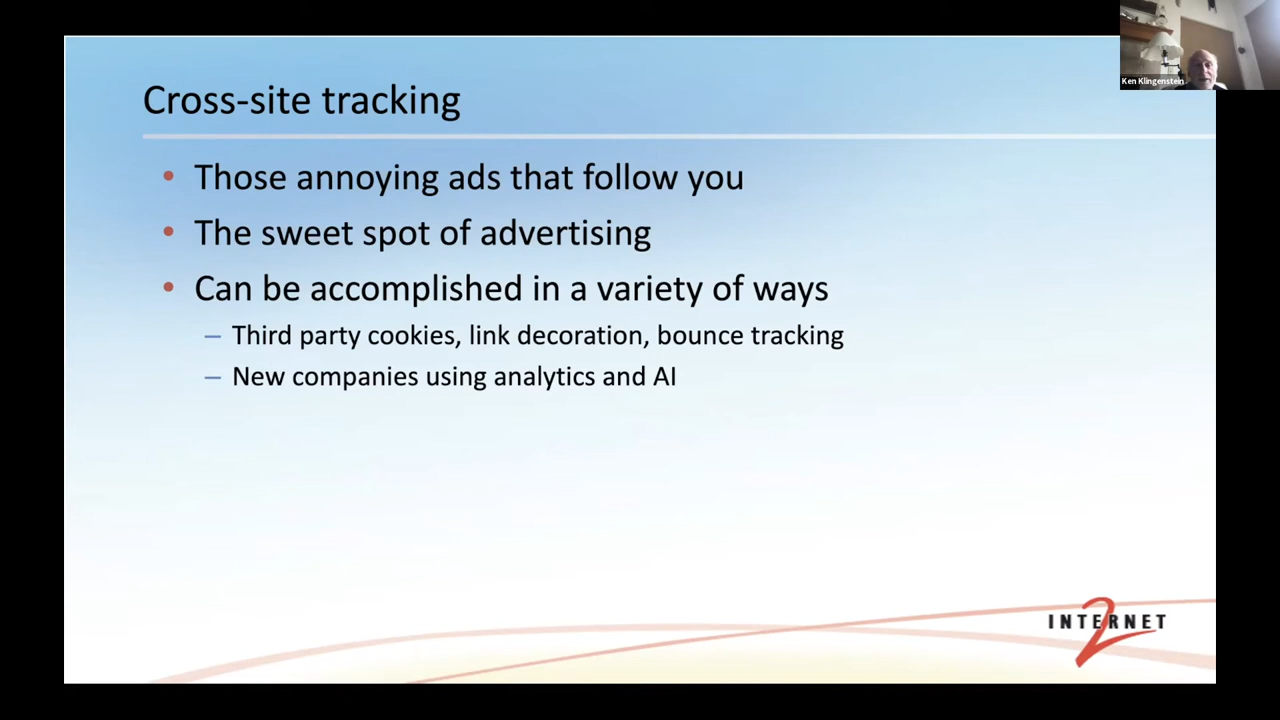 Ken Klingenstein
Cross-site tracking
• Those annoying ads that follow you
• The sweet spot of advertising
• Can be accomplished in a variety of ways
– Third party cookies, link decoration, bounce tracking
– New companies using analytics and AI
INTERNET
2